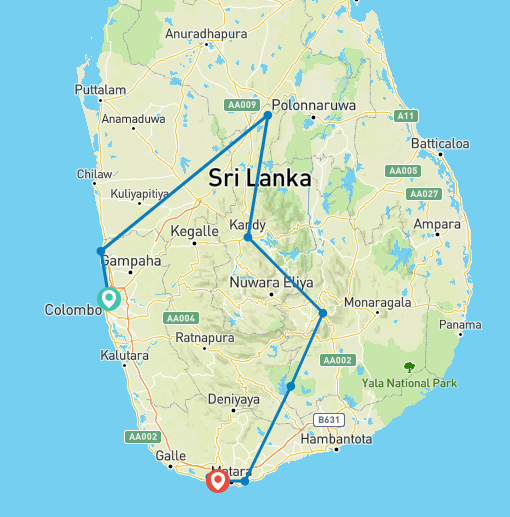 Anuradhapura
Puttalam
AA009
Polonnaruwa
Anamaduwa
A11
Batticaloa
Chilaw
Sri Lanka
AA005
Kuliyapitiya
AA027
Kandy
Ampara
Kegalle
Gampaha
Nuwara Eliya
Colombo
Monaragala
AA004
Panama
Ratnapura
Kalutara
AA002
Yala National Park
Deniyaya
B631
AA002
Hambantota
Galle
Matara